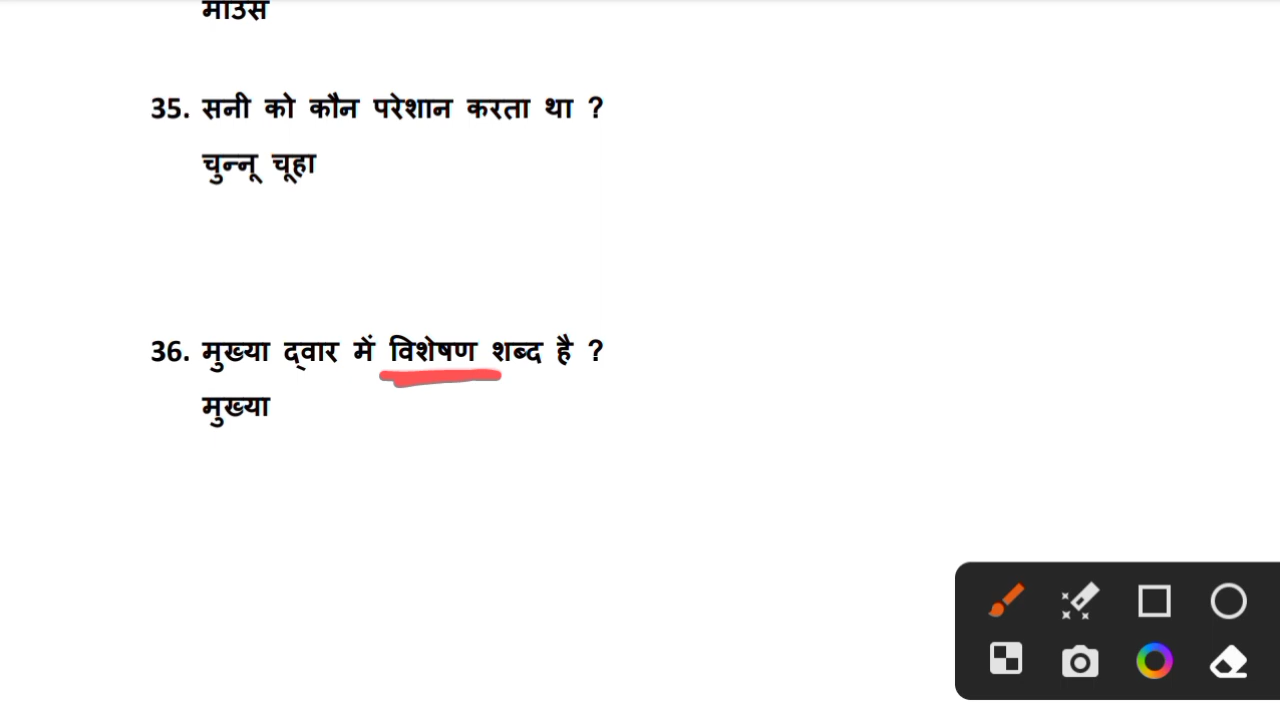 माउस
35. सनी को कौन परेशान करता था ?
चुन्नू चूहा
36. मुख्या द्वार में विशेषण शब्द है ?
मुख्या